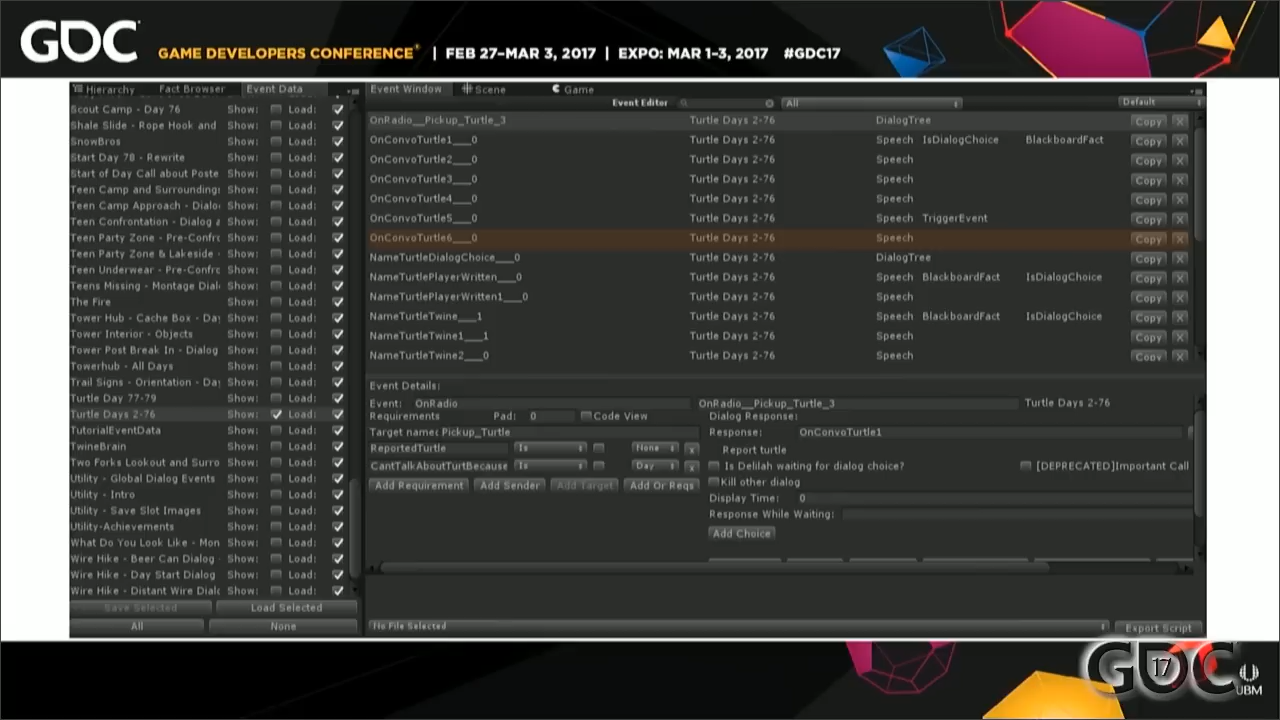 GDC GAME DEVELOPERS CONFERENCE | FEB 27-MAR 3, 2017 | EXPO: MAR 1-3, 2017 #GDC17
Hierarchy Fact Browser Event Data
Scout Camp - Day 76 Show: Load:
Shale Slide - Rope Hook and Show: Load:
SnowBros Show: Load:
Start Day 78 - Rewrite Show: Load:
Start of Day Call about Poste Show: Load:
Teen Camp and Surrounding: Show: Load:
Teen Camp Approach - Dialo Show: Load:
Teen Confrontation - Dialog a Show: Load:
Teen Party Zone - Pre-Confr Show: Load:
Teen Party Zone & Lakeside - Show: Load:
Teen Underwear - Pre-Confr Show: Load:
Teens Missing - Montage Dial Show: Load:
The Fire Show: Load:
Tower Hub - Cache Box - Da Show: Load:
Tower Interior - Objects Show: Load:
Tower Post Break In - Dialog Show: Load:
Towerhub - All Days Show: Load:
Trail Signs - Orientation - Da Show: Load:
Turtle Day 77-79 Show: Load:
Turtle Days 2-76 Show: Load:
TutorialEventData Show: Load:
TwineBrain Show: Load:
Two Forks Lookout and Surro Show: Load:
Utility - Global Dialog Events Show: Load:
Utility - Intro Show: Load:
Utility - Save Slot Images Show: Load:
Utility-Achievements Show: Load:
What Do You Look Like - Mon Show: Load:
Wire Hike - Beer Can Dialog Show: Load:
Wire Hike - Day Start Dialog Show: Load:
Wire Hike - Distant Wire Dial Show: Load:
Save Selected Load Selected
All None
Event Window Scene Game
Event Editor All Default
OnRadio__Pickup_Turtle_3 Turtle Days 2-76 DialogTree Copy X
OnConvoTurtle1___0 Turtle Days 2-76 Speech IsDialogChoice BlackboardFact Copy X
OnConvoTurtle2___0 Turtle Days 2-76 Speech Copy X
OnConvoTurtle3___0 Turtle Days 2-76 Speech Copy X
OnConvoTurtle4___0 Turtle Days 2-76 Speech Copy X
OnConvoTurtle5___0 Turtle Days 2-76 Speech TriggerEvent Copy X
OnConvoTurtle6___0 Turtle Days 2-76 Speech Copy X
NameTurtleDialogChoice___0 Turtle Days 2-76 DialogTree Copy X
NameTurtlePlayerWritten___0 Turtle Days 2-76 Speech BlackboardFact IsDialogChoice Copy X
NameTurtlePlayerWritten1___0 Turtle Days 2-76 Speech Copy X
NameTurtleTwine___1 Turtle Days 2-76 Speech BlackboardFact IsDialogChoice Copy X
NameTurtleTwine1___1 Turtle Days 2-76 Speech Copy X
NameTurtleTwine2___0 Turtle Days 2-76 Speech Copy X
Event Details:
Event: OnRadio OnRadio__Pickup_Turtle_3 Turtle Days 2-76
Requirements Pad: 0 Code View Dialog Response:
Target name: Pickup_Turtle Response: OnConvoTurtle1
ReportedTurtle Is None x Report turtle
CantTalkAboutTurtBecause Is Day x Is Delilah waiting for dialog choice? [DEPRECATED]Important Call
Add Requirement Add Sender Add Target Add Or Reqs Kill other dialog
Display Time: 0
Response While Waiting:
Add Choice
No File Selected Export Script
GDC 17 UBM